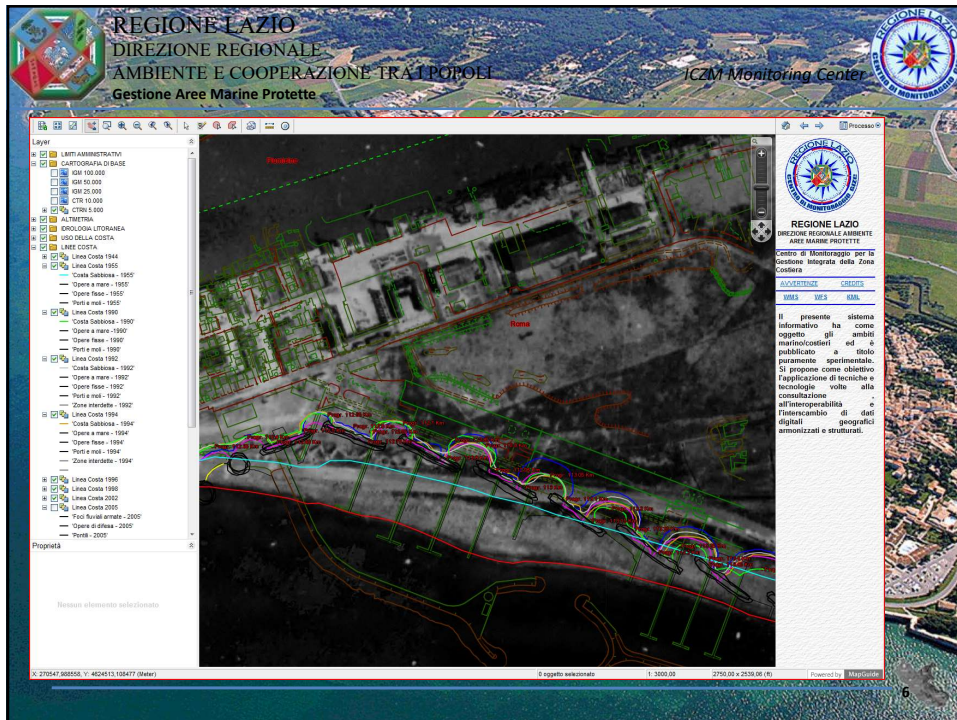 REGIONE LAZIO
DIREZIONE REGIONALE
AMBIENTE E COOPERAZIONE TRA I POPOLI
Gestione Aree Marine Protette
ICZM Monitoring Center
REGIONE LAZIO
Processo
Layer
LIMITI AMMINISTRATIVI
CARTOGRAFIA DI BASE
IGM 100.000
IGM 50.000
IGM 25.000
CTR 10.000
CTRN 5.000
ALTIMETRIA
IDROLOGIA LITORANEA
USO DELLA COSTA
LINEE COSTA
Linea Costa 1944
Linea Costa 1955
'Costa Sabbiosa - 1955'
'Opere a mare - 1955'
'Opere fisse - 1955'
'Porti e moli - 1955'
Linea Costa 1990
'Costa Sabbiosa - 1990'
'Opere a mare -1990'
'Opere fisse - 1990'
'Porti e moli - 1990'
Linea Costa 1992
'Costa Sabbiosa - 1992'
'Opere a mare - 1992'
'Opere fisse - 1992'
'Porti e moli - 1992'
'Zone interdette - 1992'
Linea Costa 1994
'Costa Sabbiosa - 1994'
'Opere a mare - 1994'
'Opere fisse - 1994'
'Porti e moli - 1994'
'Zone interdette - 1994'
Linea Costa 1996
Linea Costa 1998
Linea Costa 2002
Linea Costa 2005
'Foci fluviali armate - 2005'
'Opere di difesa - 2005'
'Pontili - 2005'
Proprietà
Nessun elemento selezionato
Fiumicino
Roma
REGIONE LAZIO
CENTRO DI MONITORAGGIO GIZC
REGIONE LAZIO
DIREZIONE REGIONALE AMBIENTE
AREE MARINE PROTETTE
Centro di Monitoraggio per la
Gestione Integrata della Zona
Costiera
AVVERTENZE CREDITS
WMS WFS KML
Il presente sistema
informativo ha come
oggetto gli ambiti
marino/costieri ed è
pubblicato a titolo
puramente sperimentale.
Si propone come obiettivo
l'applicazione di tecniche e
tecnologie volte alla
consultazione ,
all'interoperabilità e
l'interscambio di dati
digitali geografici
armonizzati e strutturati.
X: 270547,988558, Y: 4624513,108477 (Meter)
0 oggetto selezionato
1: 3000,00
2750,00 x 2539,06 (ft)
Powered by MapGuide
6